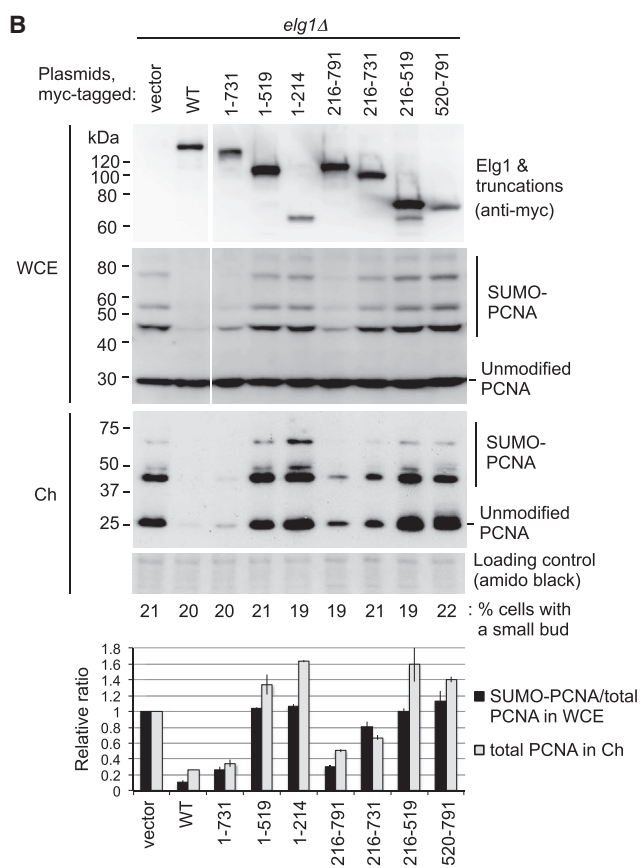 B
elg1Δ
Plasmids,
myc-tagged:
vector
WT
1-731
1-519
1-214
216-791
216-731
216-519
520-791
kDa
120
100
80
60
Elg1 &
truncations
(anti-myc)
WCE
80
60
50
40
30
SUMO-
PCNA
Unmodified
PCNA
Ch
75
50
37
25
SUMO-
PCNA
Unmodified
PCNA
Loading control
(amido black)
21 20 20 21 19 19 21 19 22 : % cells with
a small bud
Relative ratio
1.8
1.6
1.4
1.2
1
0.8
0.6
0.4
0.2
0
SUMO-PCNA/total
PCNA in WCE
total PCNA in Ch
vector
WT
1-731
1-519
1-214
216-791
216-731
216-519
520-791